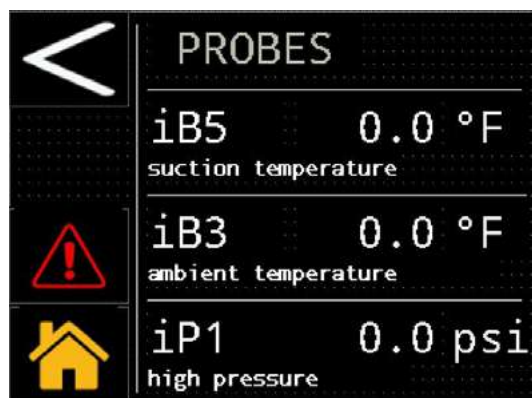 PROBES
iB5 0.0 °F
suction temperature
iB3 0.0 °F
ambient temperature
iP1 0.0 psi
high pressure